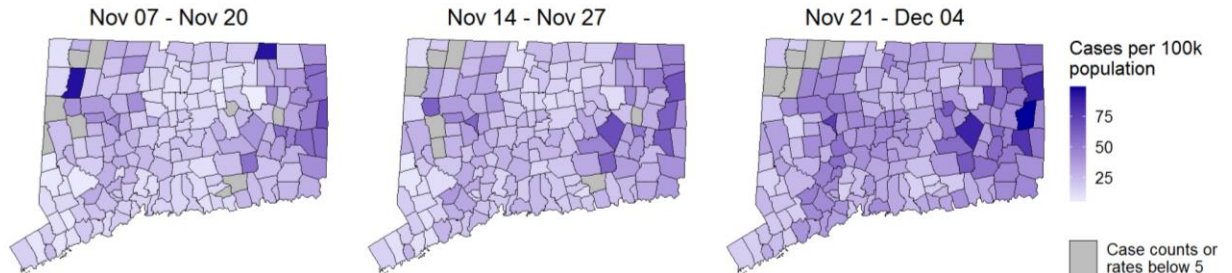 Nov 07 - Nov 20
Nov 14 - Nov 27
Nov 21 - Dec 04
Cases per 100k
population
75
50
25
Case counts or
rates below 5